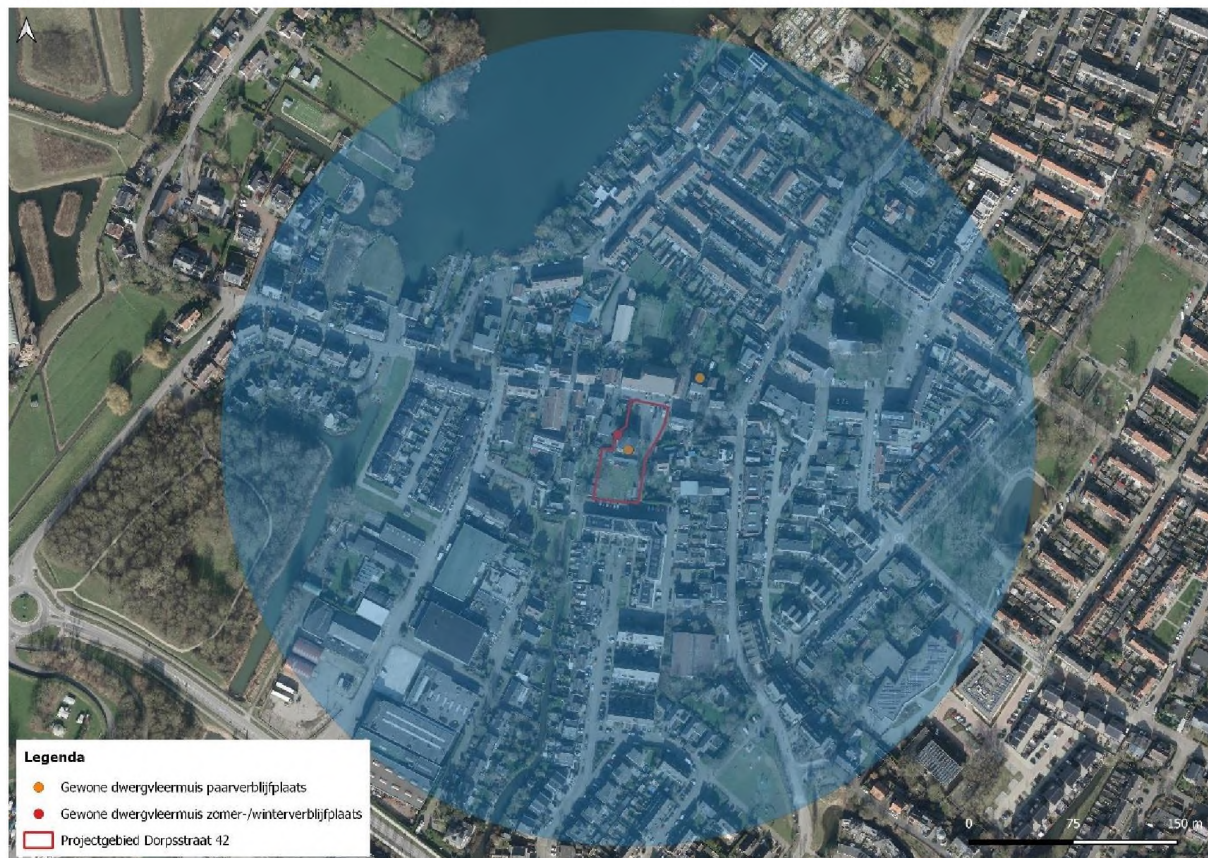 Legenda
Gewone dwergvleermuis paarverblijfplaats
Gewone dwergvleermuis zomer-/winterverblijfplaats
Projectgebied Dorpsstraat 42
0 75 150 m